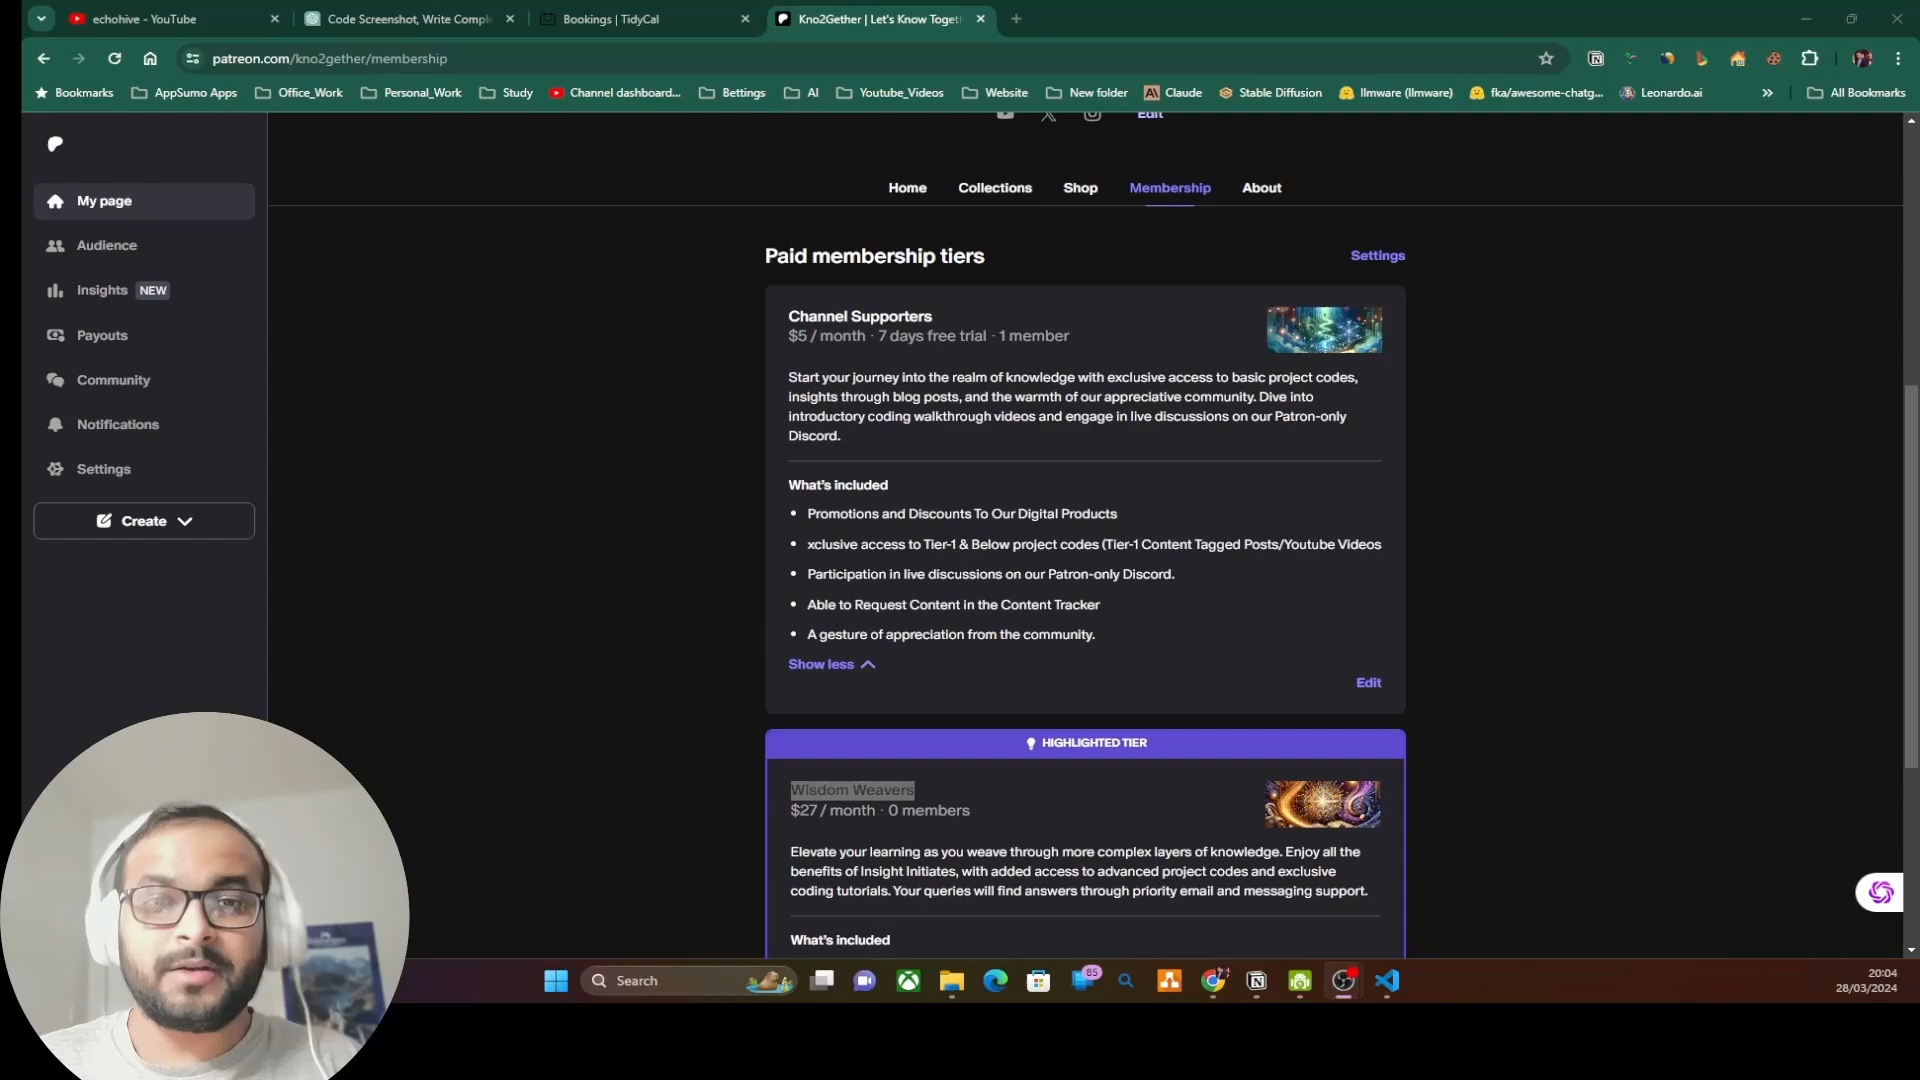 echohive - YouTube
Code Screenshot, Write Comple
Bookings | TidyCal
Kno2Gether | Let's Know Togeth
patreon.com/kno2gether/membership
Bookmarks
AppSumo Apps
Office_Work
Personal_Work
Study
Channel dashboard...
Bettings
AI
Youtube_Videos
Website
New folder
Claude
Stable Diffusion
llmware (llmware)
fka/awesome-chatg...
Leonardo.ai
All Bookmarks
Edit
My page
Audience
Insights NEW
Payouts
Community
Notifications
Settings
Create
Home
Collections
Shop
Membership
About
Paid membership tiers
Settings
Channel Supporters
$5 / month · 7 days free trial · 1 member
Start your journey into the realm of knowledge with exclusive access to basic project codes,
insights through blog posts, and the warmth of our appreciative community. Dive into
introductory coding walkthrough videos and engage in live discussions on our Patron-only
Discord.
What's included
• Promotions and Discounts To Our Digital Products
• xclusive access to Tier-1 & Below project codes (Tier-1 Content Tagged Posts/Youtube Videos
• Participation in live discussions on our Patron-only Discord.
• Able to Request Content in the Content Tracker
• A gesture of appreciation from the community.
Show less
Edit
HIGHLIGHTED TIER
Wisdom Weavers
$27 / month · 0 members
Elevate your learning as you weave through more complex layers of knowledge. Enjoy all the
benefits of Insight Initiates, with added access to advanced project codes and exclusive
coding tutorials. Your queries will find answers through priority email and messaging support.
What's included
Search
85
20:04
28/03/2024